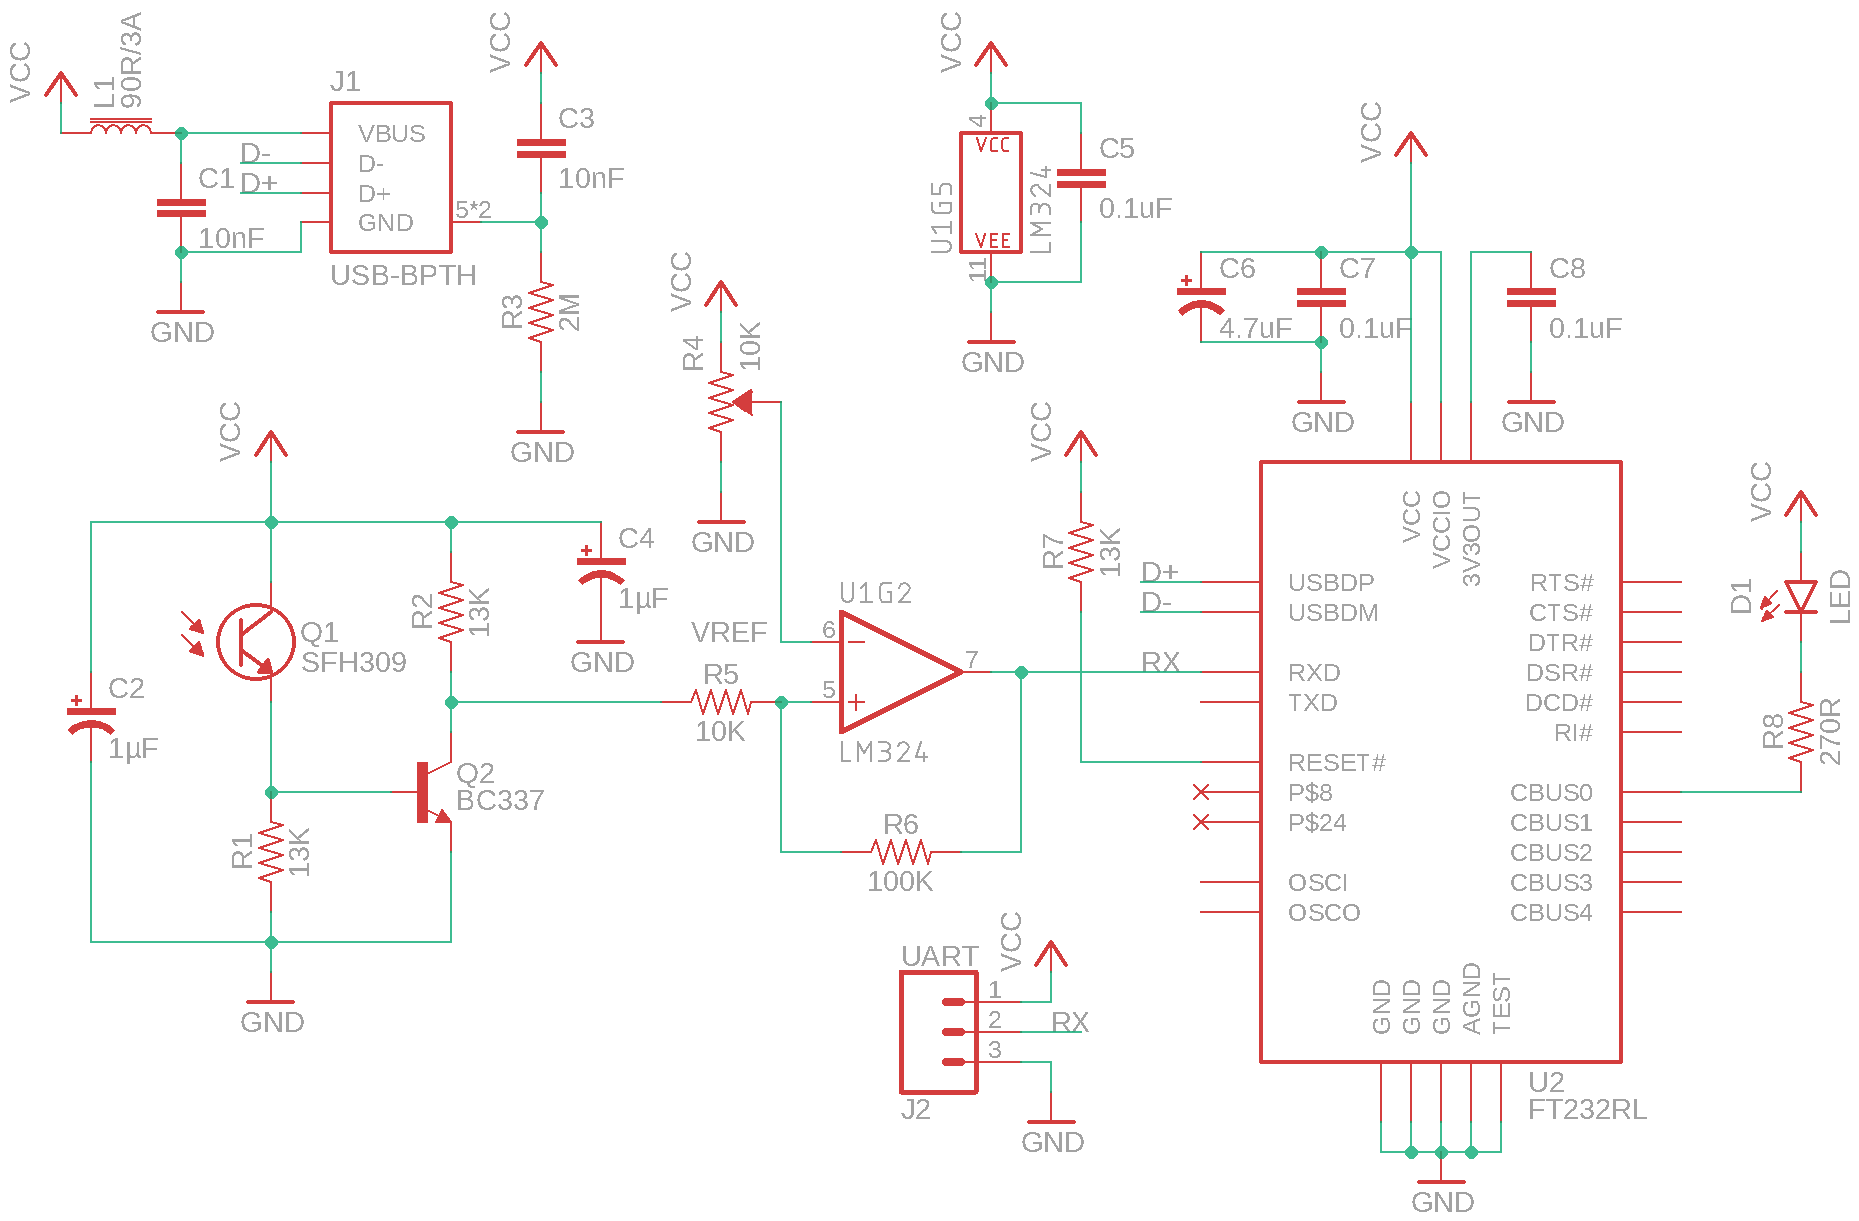 VCC
L1
90R/3A
J1
VBUS
D-
D+
GND
D-
D+
C1
10nF
5*2
USB-BPTH
GND
VCC
C3
10nF
R3
2M
GND
VCC
4
VCC
U1G5
LM324
VEE
11
C5
0.1uF
GND
VCC
R4
10K
GND
VCC
C6
4.7uF
C7
0.1uF
GND
C8
0.1uF
GND
VCC
C2
1µF
Q1
SFH309
R2
13K
C4
1µF
GND
Q2
BC337
R1
13K
GND
VREF
R5
10K
U1G2
6
5
7
LM324
R6
100K
VCC
R7
13K
D+
D-
RX
VCC
VCCIO
3V3OUT
USBDP
USBDM
RXD
TXD
RESET#
P$8
P$24
OSCI
OSCO
RTS#
CTS#
DTR#
DSR#
DCD#
RI#
CBUS0
CBUS1
CBUS2
CBUS3
CBUS4
GND
GND
GND
AGND
TEST
U2
FT232RL
GND
VCC
D1
LED
R8
270R
UART
VCC
1
2
3
RX
J2
GND